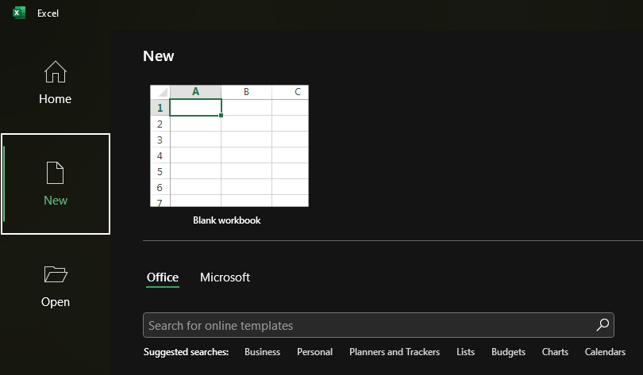 Excel
Home
New
Open
New
A B C
1
2
3
4
5
6
7
Blank workbook
Office Microsoft
Search for online templates
Suggested searches: Business Personal Planners and Trackers Lists Budgets Charts Calendars